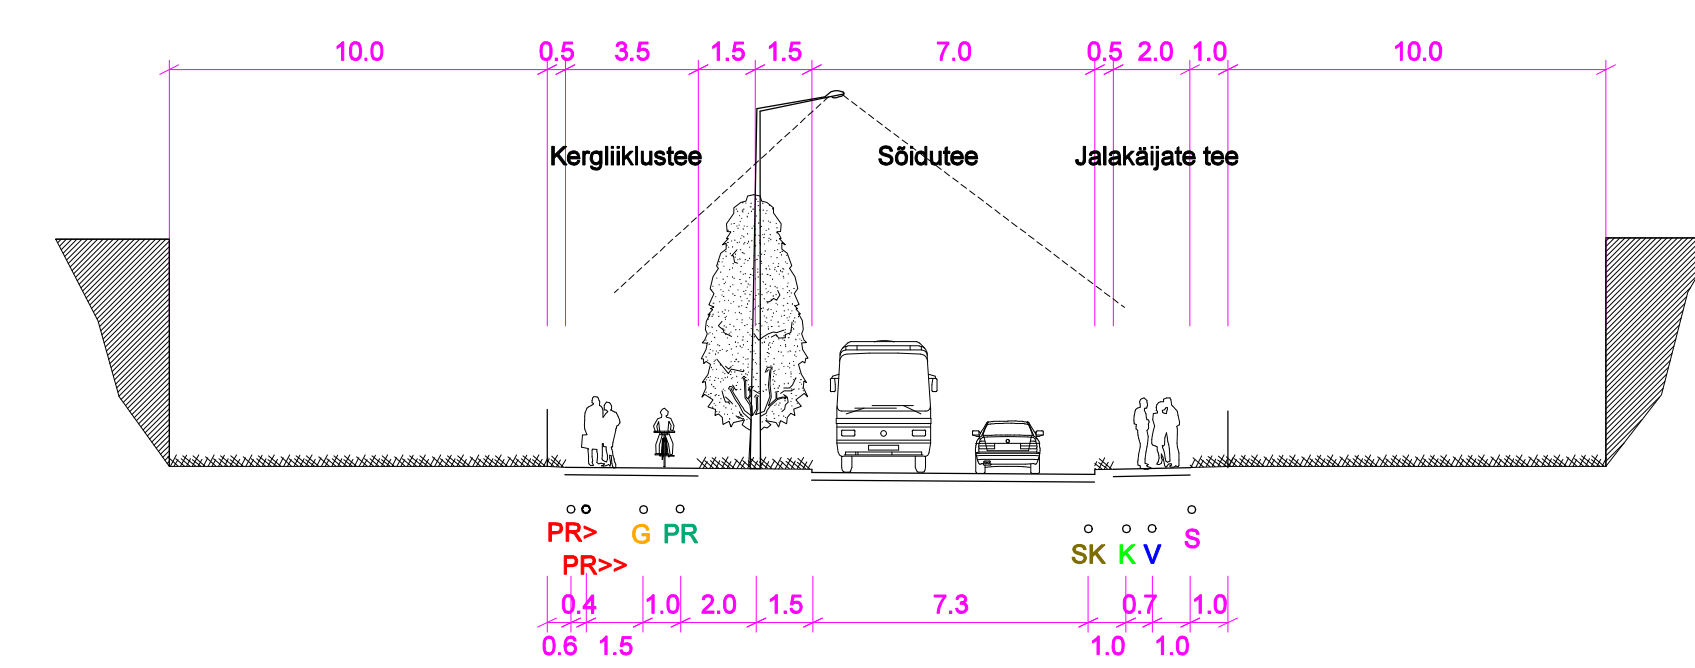 10.0 0.5 3.5 1.5 1.5 7.0 0.5 2.0 1.0 10.0
Kergliiklustee Sõidutee Jalakäijate tee
PR> G PR SK K V S
PR>>
0.4 1.0 2.0 1.5 7.3 0.7 1.0
0.6 1.5 1.0 1.0